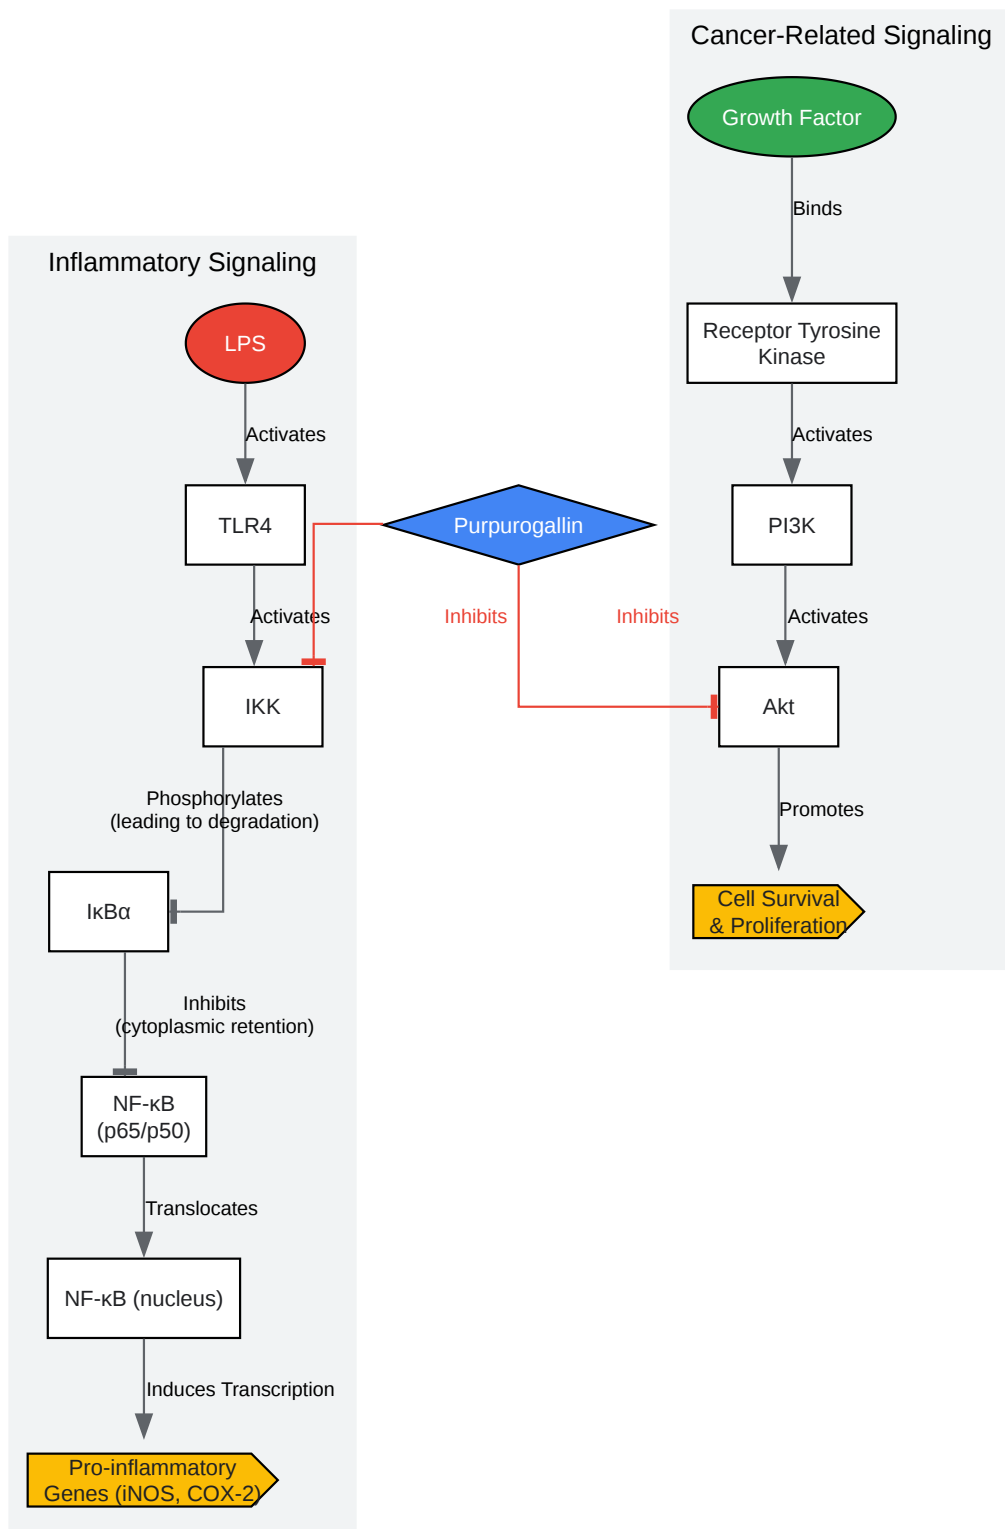 Cancer-Related Signaling
Growth Factor
Binds
Receptor Tyrosine
Kinase
Activates
PI3K
Activates
Akt
Promotes
Cell Survival
& Proliferation
Inflammatory Signaling
LPS
Activates
TLR4
Activates
IKK
Phosphorylates
(leading to degradation)
IκBα
Inhibits
(cytoplasmic retention)
NF-κB
(p65/p50)
Translocates
NF-κB (nucleus)
Induces Transcription
Pro-inflammatory
Genes (iNOS, COX-2)
Purpurogallin
Inhibits
Inhibits